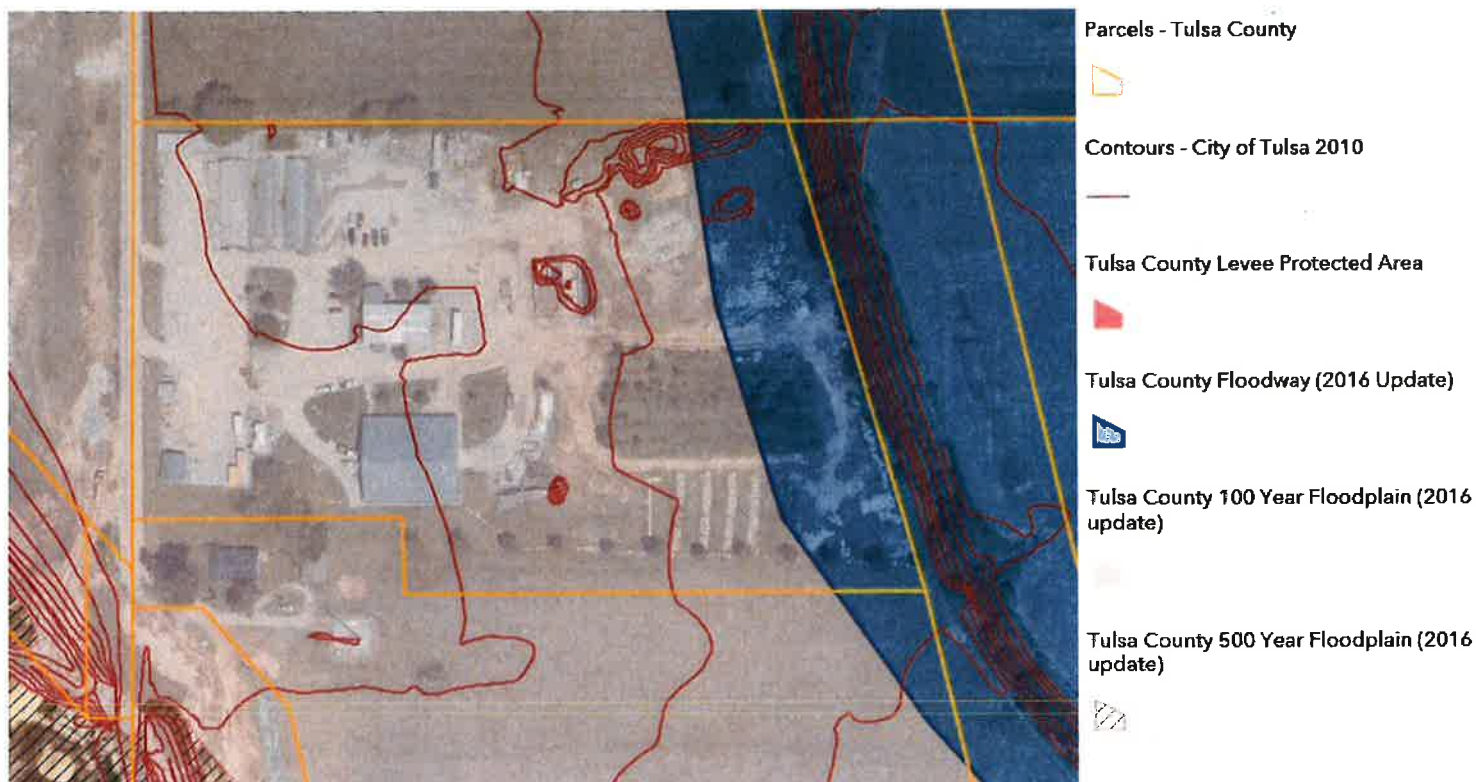 Parcels - Tulsa County
Contours - City of Tulsa 2010
Tulsa County Levee Protected Area
Tulsa County Floodway (2016 Update)
Tulsa County 100 Year Floodplain (2016
update)
Tulsa County 500 Year Floodplain (2016
update)